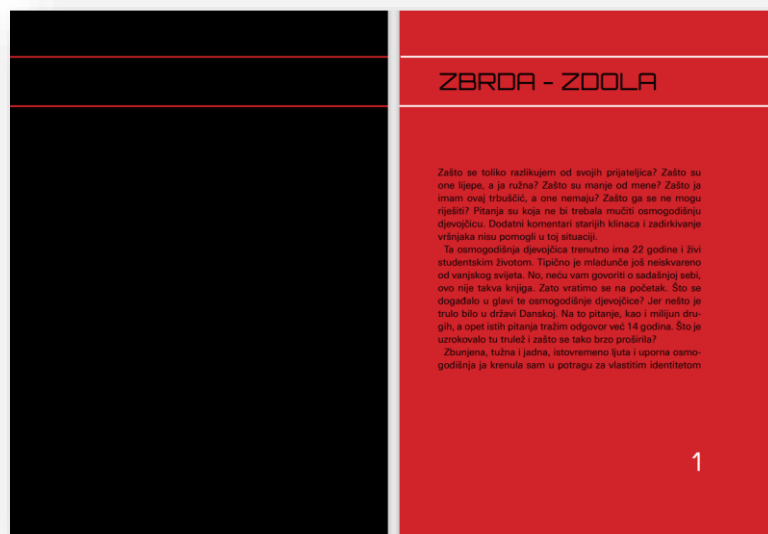 ZBRDA - ZDOLA
Zašto se toliko razlikujem od svojih prijateljica? Zašto su
one lijepe, a ja ružna? Zašto su manje od mene? Zašto ja
imam ovaj trbuščić, a one nemaju? Zašto ga se ne mogu
riješiti? Pitanja su koja ne bi trebala mučiti osmogodišnju
djevojčicu. Dodatni komentari starijih klinaca i zadirkivanje
vršnjaka nisu pomogli u toj situaciji.
Ta osmogodišnja djevojčica trenutno ima 22 godine i živi
studentskim životom. Tipično je mladunče još neiskvareno
od vanjskog svijeta. No, neću vam govoriti o sadašnjoj sebi,
ovo nije takva knjiga. Zato vratimo se na početak. Što se
događalo u glavi te osmogodišnje djevojčice? Jer nešto je
trulo bilo u državi Danskoj. Na to pitanje, kao i milijun dru-
gih, a opet istih pitanja tražim odgovor već 14 godina. Što je
uzrokovalo tu trulež i zašto se tako brzo proširila?
Zbunjena, tužna i jadna, istovremeno ljuta i uporna osmo-
godišnja ja krenula sam u potragu za vlastitim identitetom
1